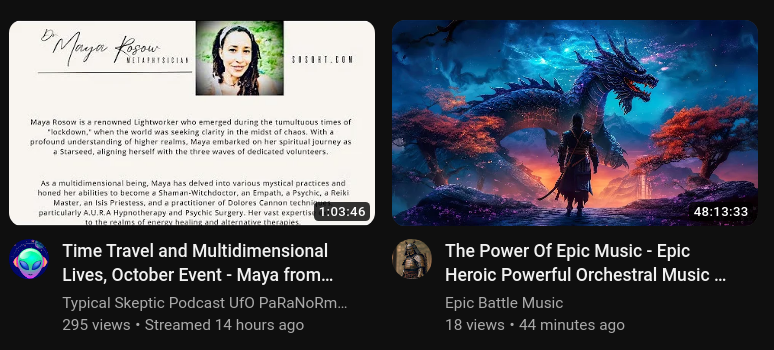 Dr. Maya Rosow
METAPHYSICIAN
Maya Rosow is a renowned Lightworker who emerged during the tumultuous times of
"lockdown," when the world was seeking clarity in the midst of chaos. With a
profound understanding of higher realms, Maya embarked on her spiritual journey as
a Starseed, aligning herself with the three waves of dedicated volunteers.
As a multidimensional being, Maya has delved into various mystical practices and
honed her abilities to become a Shaman-Witchdoctor, an Empath, a Psychic, a Reiki
Master, an Isis Priestess, and a practitioner of Dolores Cannon
particularly A.U.R.A Hypnotherapy and Psychic Surgery. Her vast
to the realms of energy healing and alternative therapies.
1:03:46
Time Travel and Multidimensional
Lives, October Event - Maya from...
Typical Skeptic Podcast UfO PaRaNoRm...
295 views • Streamed 14 hours ago
48:13:33
The Power Of Epic Music - Epic
Heroic Powerful Orchestral Music ...
Epic Battle Music
18 views • 44 minutes ago